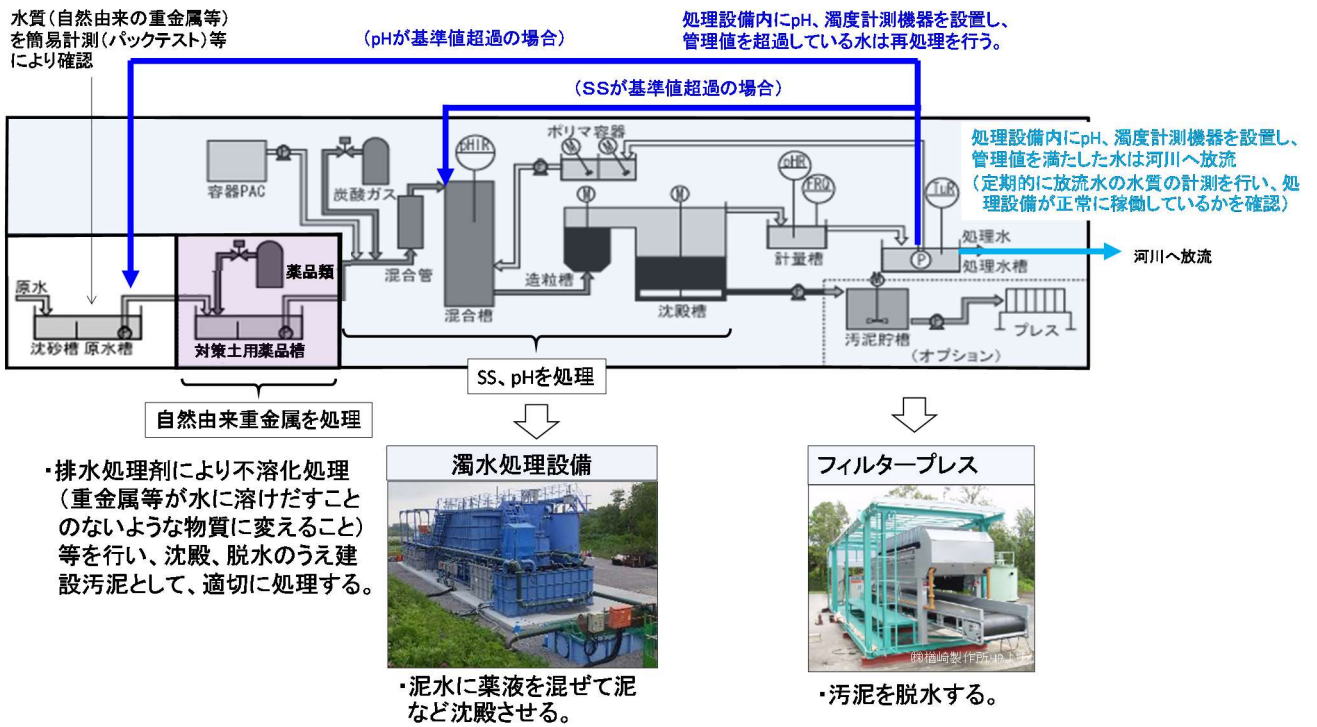 水質(自然由来の重金属等)
を簡易計測(パックテスト)等
により確認
(pHが基準値超過の場合)
処理設備内にpH、濁度計測機器を設置し、
管理値を超過している水は再処理を行う。
(SSが基準値超過の場合)
処理設備内にpH、濁度計測機器を設置し、
管理値を満たした水は河川へ放流
(定期的に放流水の水質の計測を行い、処
理設備が正常に稼働しているかを確認)
河川へ放流
容器PAC
P
炭酸ガス
混合管
pHIR
混合槽
ポリマ容器
M
M
P
造粒槽
M
M
沈殿槽
pHR
FRQ
計量槽
TuR
処理水
P
処理水槽
原水
沈砂槽
原水槽
P
薬品類
対策土用薬品槽
P
P
M
汚泥貯槽
P
プレス
(オプション)
SS、pHを処理
自然由来重金属を処理
・排水処理剤により不溶化処理
(重金属等が水に溶けだすこと
のないような物質に変えること)
等を行い、沈殿、脱水のうえ建
設汚泥として、適切に処理する。
濁水処理設備
・泥水に薬液を混ぜて泥
など沈殿させる。
フィルタープレス
㈱楢崎製作所HPより
・汚泥を脱水する。